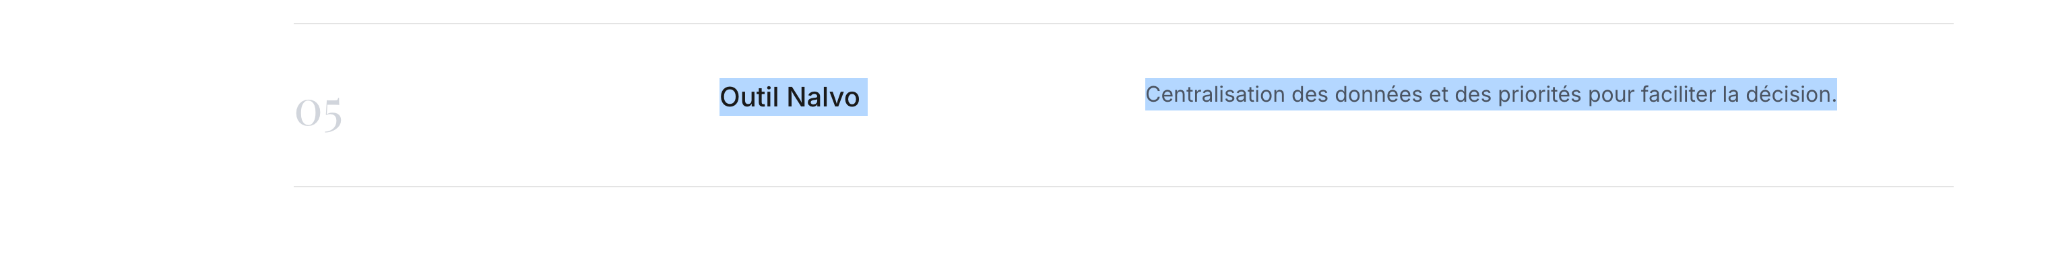 05
Outil Nalvo
Centralisation des données et des priorités pour faciliter la décision.